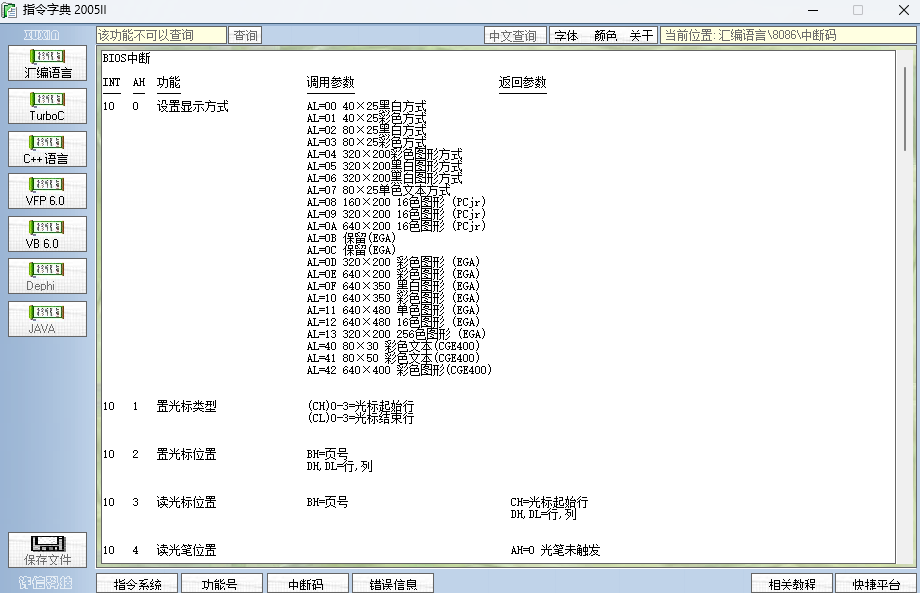 指令字典 2005II
XUXIN
该功能不可以查询 查询 中文查询 字体 颜色 关于 当前位置: 汇编语言\8086\中断码
汇编语言
TurboC
C++ 语言
VFP 6.0
VB 6.0
Dephi
JAVA
保存文件
BIOS中断
INT AH 功能 调用参数 返回参数
10 0 设置显示方式 AL=00 40×25黑白方式
AL=01 40×25彩色方式
AL=02 80×25黑白方式
AL=03 80×25彩色方式
AL=04 320×200彩色图形方式
AL=05 320×200黑白图形方式
AL=06 320×200黑白图形方式
AL=07 80×25单色文本方式
AL=08 160×200 16色图形 (PCjr)
AL=09 320×200 16色图形 (PCjr)
AL=0A 640×200 16色图形 (PCjr)
AL=0B 保留(EGA)
AL=0C 保留(EGA)
AL=0D 320×200 彩色图形 (EGA)
AL=0E 640×200 彩色图形 (EGA)
AL=0F 640×350 黑白图形 (EGA)
AL=10 640×350 彩色图形 (EGA)
AL=11 640×480 单色图形 (EGA)
AL=12 640×480 16色图形 (EGA)
AL=13 320×200 256色图形 (EGA)
AL=40 80×30 彩色文本(CGE400)
AL=41 80×50 彩色文本(CGE400)
AL=42 640×400 彩色图形(CGE400)
10 1 置光标类型 (CH)0-3=光标起始行
(CL)0-3=光标结束行
10 2 置光标位置 BH=页号
DH,DL=行,列
10 3 读光标位置 BH=页号 CH=光标起始行
DH,DL=行,列
10 4 读光笔位置 AH=0 光笔未触发
指令系统 功能号 中断码 错误信息 相关教程 快捷平台